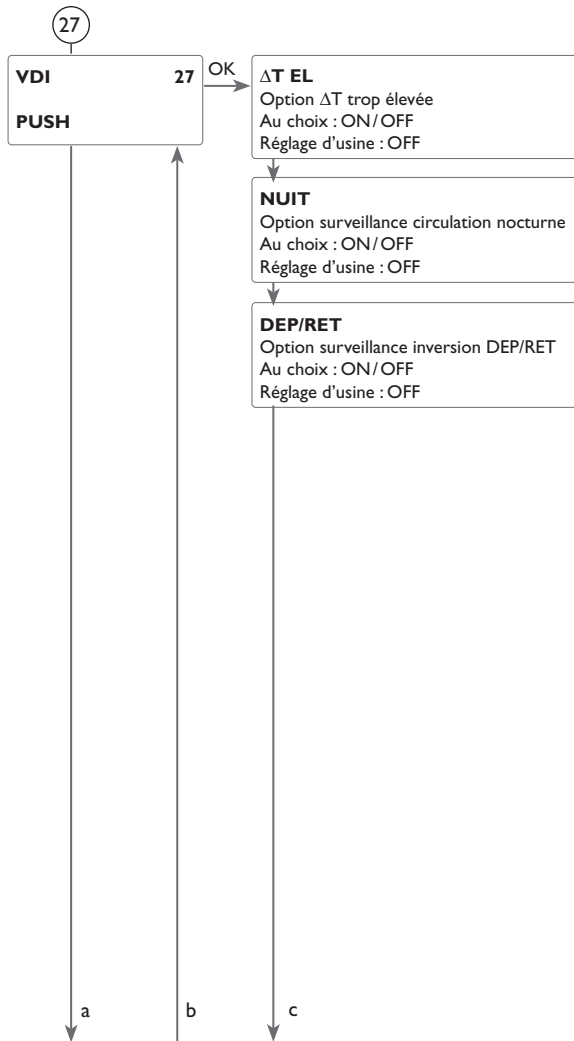 27
VDI 27
PUSH
OK
ΔT EL
Option ΔT trop élevée
Au choix : ON/OFF
Réglage d'usine : OFF
NUIT
Option surveillance circulation nocturne
Au choix : ON/OFF
Réglage d'usine : OFF
DEP/RET
Option surveillance inversion DEP/RET
Au choix : ON/OFF
Réglage d'usine : OFF
a b c